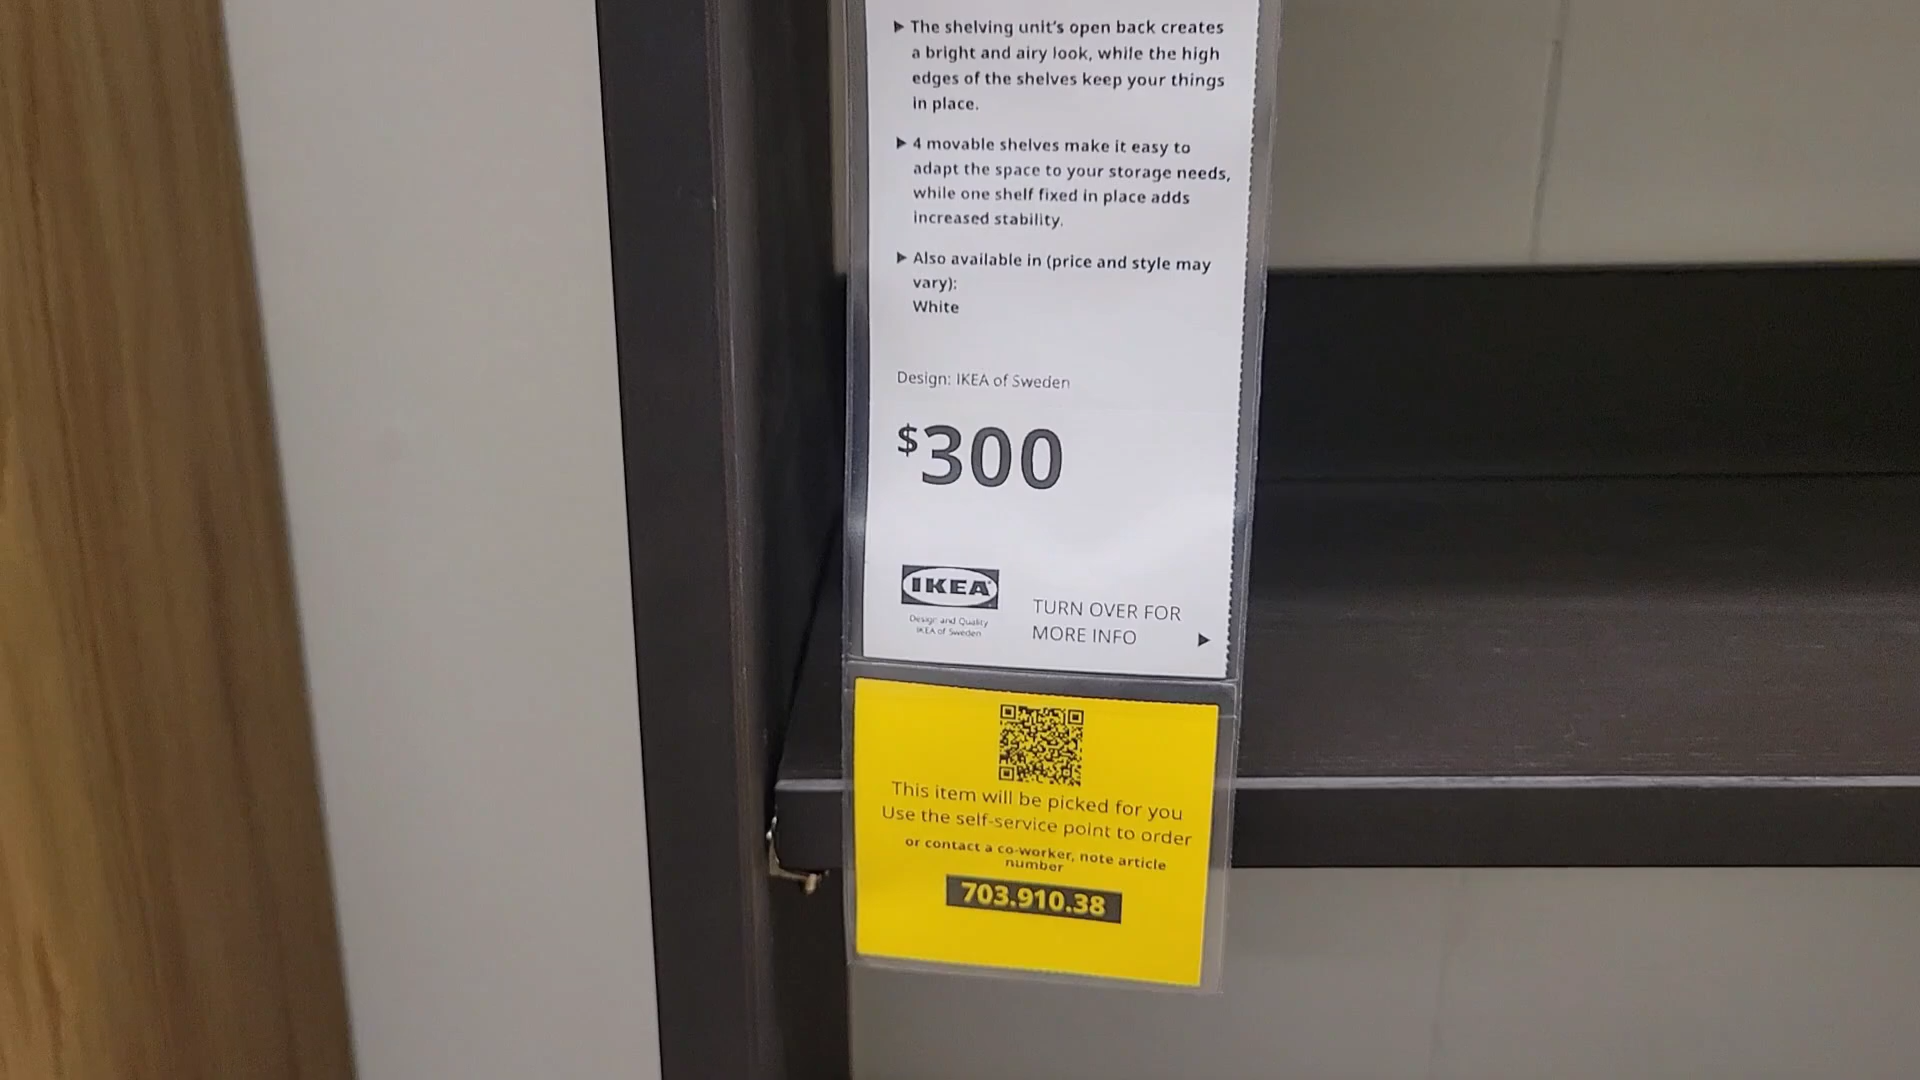 ▶ The shelving unit's open back creates
a bright and airy look, while the high
edges of the shelves keep your things
in place.
▶ 4 movable shelves make it easy to
adapt the space to your storage needs,
while one shelf fixed in place adds
increased stability.
▶ Also available in (price and style may
vary):
White
Design: IKEA of Sweden
$300
IKEA
Design and Quality
IKEA of Sweden
TURN OVER FOR
MORE INFO ▶
This item will be picked for you
Use the self-service point to order
or contact a co-worker, note article
number
703.910.38